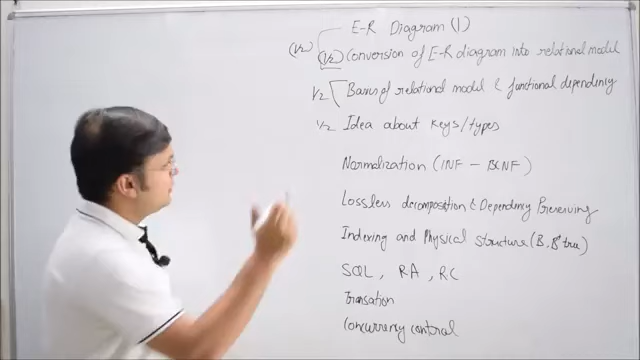 E-R Diagram (1)
(1/2) (1/2) Conversion of E-R diagram into relational model
1/2 Basics of relational model & functional dependency
1/2 Idea about keys/types
Normalization (1NF - BCNF)
Lossless decomposition & Dependency Preserving
Indexing and Physical Structure (B, B+ tree)
SQL, RA, RC
Transation
Concurrency control